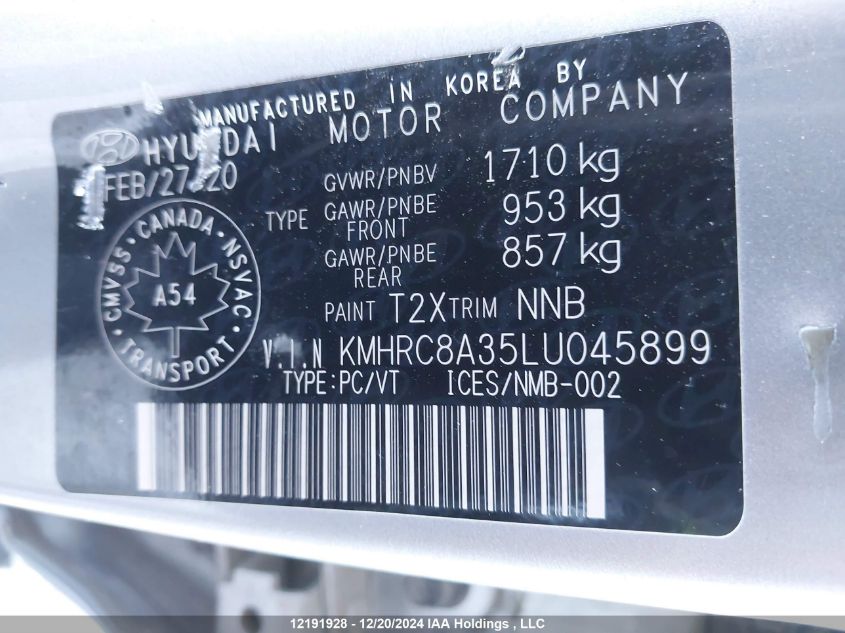 MANUFACTURED IN KOREA BY
HYUNDAI MOTOR COMPANY
FEB/27/20
GVWR/PNBV 1710 kg
TYPE GAWR/PNBE FRONT 953 kg
GAWR/PNBE REAR 857 kg
PAINT T2X TRIM NNB
CMVSS · CANADA · NSVAC · TRANSPORT ·
A54
V.I.N KMHRC8A35LU045899
TYPE:PC/VT ICES/NMB-002
12191928 - 12/20/2024 IAA Holdings , LLC